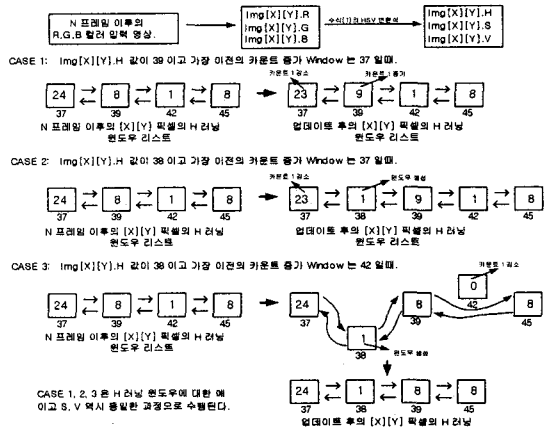 N 프레임 이후의
R,G,B 컬러 입력 영상.
Img[X][Y].R
Img[X][Y].G
Img[X][Y].B
수식(1)의 HSV 변환식
Img[X][Y].H
Img[X][Y].S
Img[X][Y].V
CASE 1: Img[X][Y].H 값이 39 이고 가장 이전의 카운트 증가 Window 는 37 일때.
카운트 1 감소
카운트 1 증가
24 8 1 8
37 39 42 45
23 9 1 8
37 39 42 45
N 프레임 이후의 [X][Y] 픽셀의 H 러닝
윈도우 리스트
업데이트 후의 [X][Y] 픽셀의 H 러닝
윈도우 리스트
CASE 2: Img[X][Y].H 값이 38 이고 가장 이전의 카운트 증가 Window 는 37 일때.
카운트 1 감소
윈도우 생성
24 8 1 8
37 39 42 45
23 1 9 1 8
37 38 39 42 45
N 프레임 이후의 [X][Y] 픽셀의 H 러닝
윈도우 리스트
업데이트 후의 [X][Y] 픽셀의 H 러닝
윈도우 리스트
CASE 3: Img[X][Y].H 값이 38 이고 가장 이전의 카운트 증가 Window 는 42 일때.
카운트 1 감소
24 8 1 8
37 39 42 45
N 프레임 이후의 [X][Y] 픽셀의 H 러닝
윈도우 리스트
24 8 0 8
37 39 42 45
1
38
윈도우 생성
CASE 1, 2, 3 은 H 러닝 윈도우에 대한 예
이고 S, V 역시 동일한 과정으로 수행된다.
24 1 8 8
37 38 39 45
업데이트 후의 [X][Y] 픽셀의 H 러닝